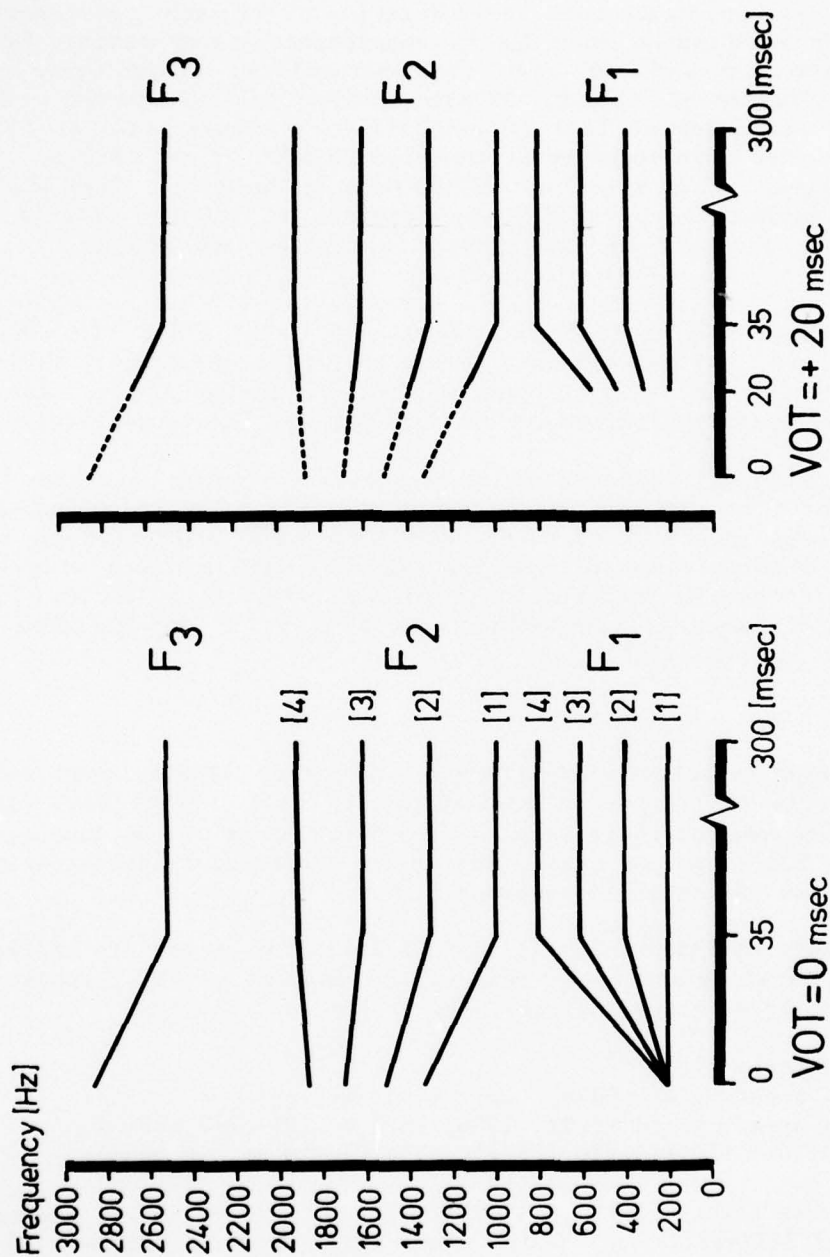 Frequency [Hz]
3000
2800
2600
2400
2200
2000
1800
1600
1400
1200
1000
800
600
400
200
0
F3
[4]
[3]
F2
[2]
[1]
[4]
[3]
F1
[2]
[1]
0 35 300 [msec]
VOT=0 msec
F3
F2
F1
0 20 35 300 [msec]
VOT=+20 msec